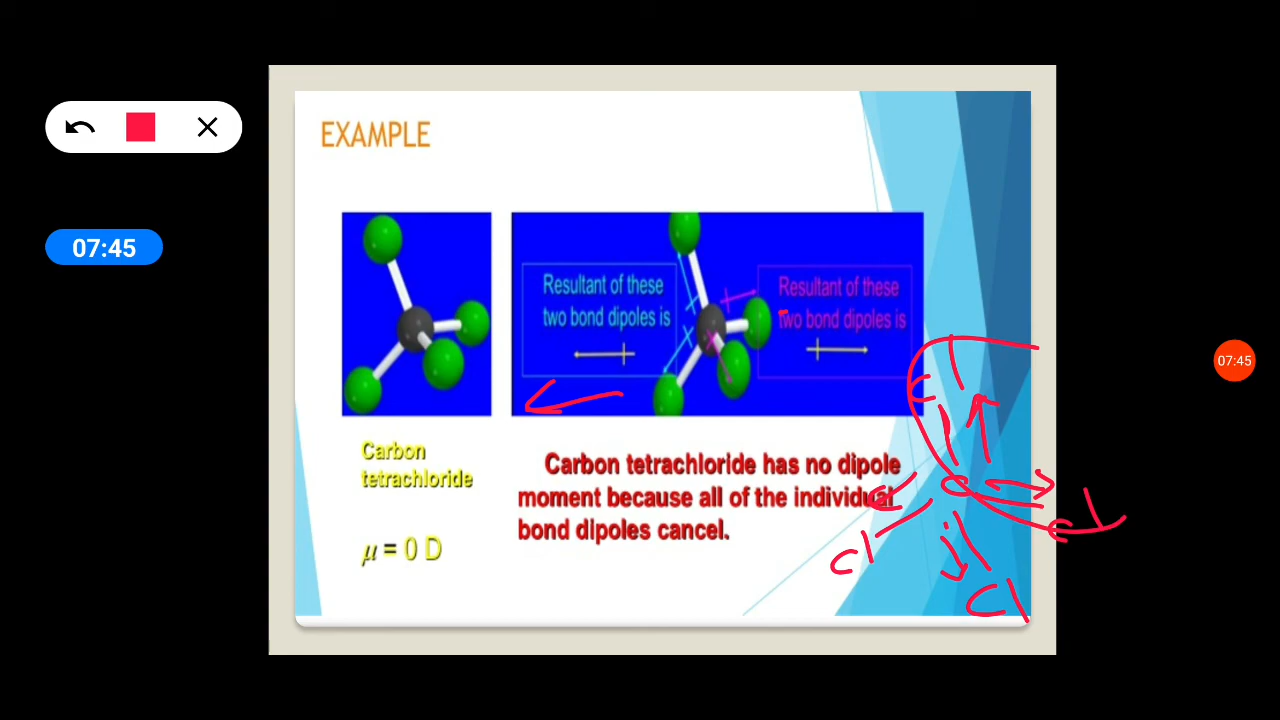 EXAMPLE
07:45
Resultant of these
two bond dipoles is
Resultant of these
two bond dipoles is
07:45
Carbon
tetrachloride
μ = 0 D
Carbon tetrachloride has no dipole
moment because all of the individual
bond dipoles cancel.
Cl
Cl